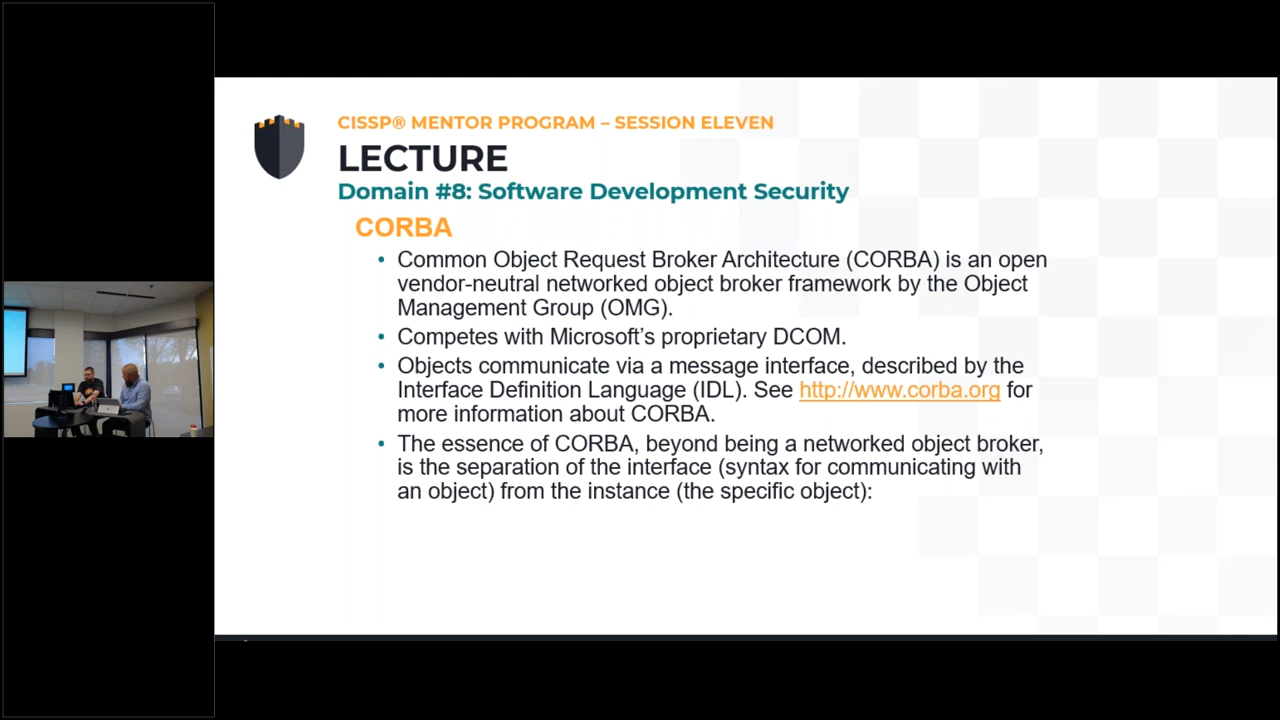 CISSP® MENTOR PROGRAM – SESSION ELEVEN
LECTURE
Domain #8: Software Development Security
CORBA
• Common Object Request Broker Architecture (CORBA) is an open
vendor-neutral networked object broker framework by the Object
Management Group (OMG).
• Competes with Microsoft’s proprietary DCOM.
• Objects communicate via a message interface, described by the
Interface Definition Language (IDL). See http://www.corba.org for
more information about CORBA.
• The essence of CORBA, beyond being a networked object broker,
is the separation of the interface (syntax for communicating with
an object) from the instance (the specific object):